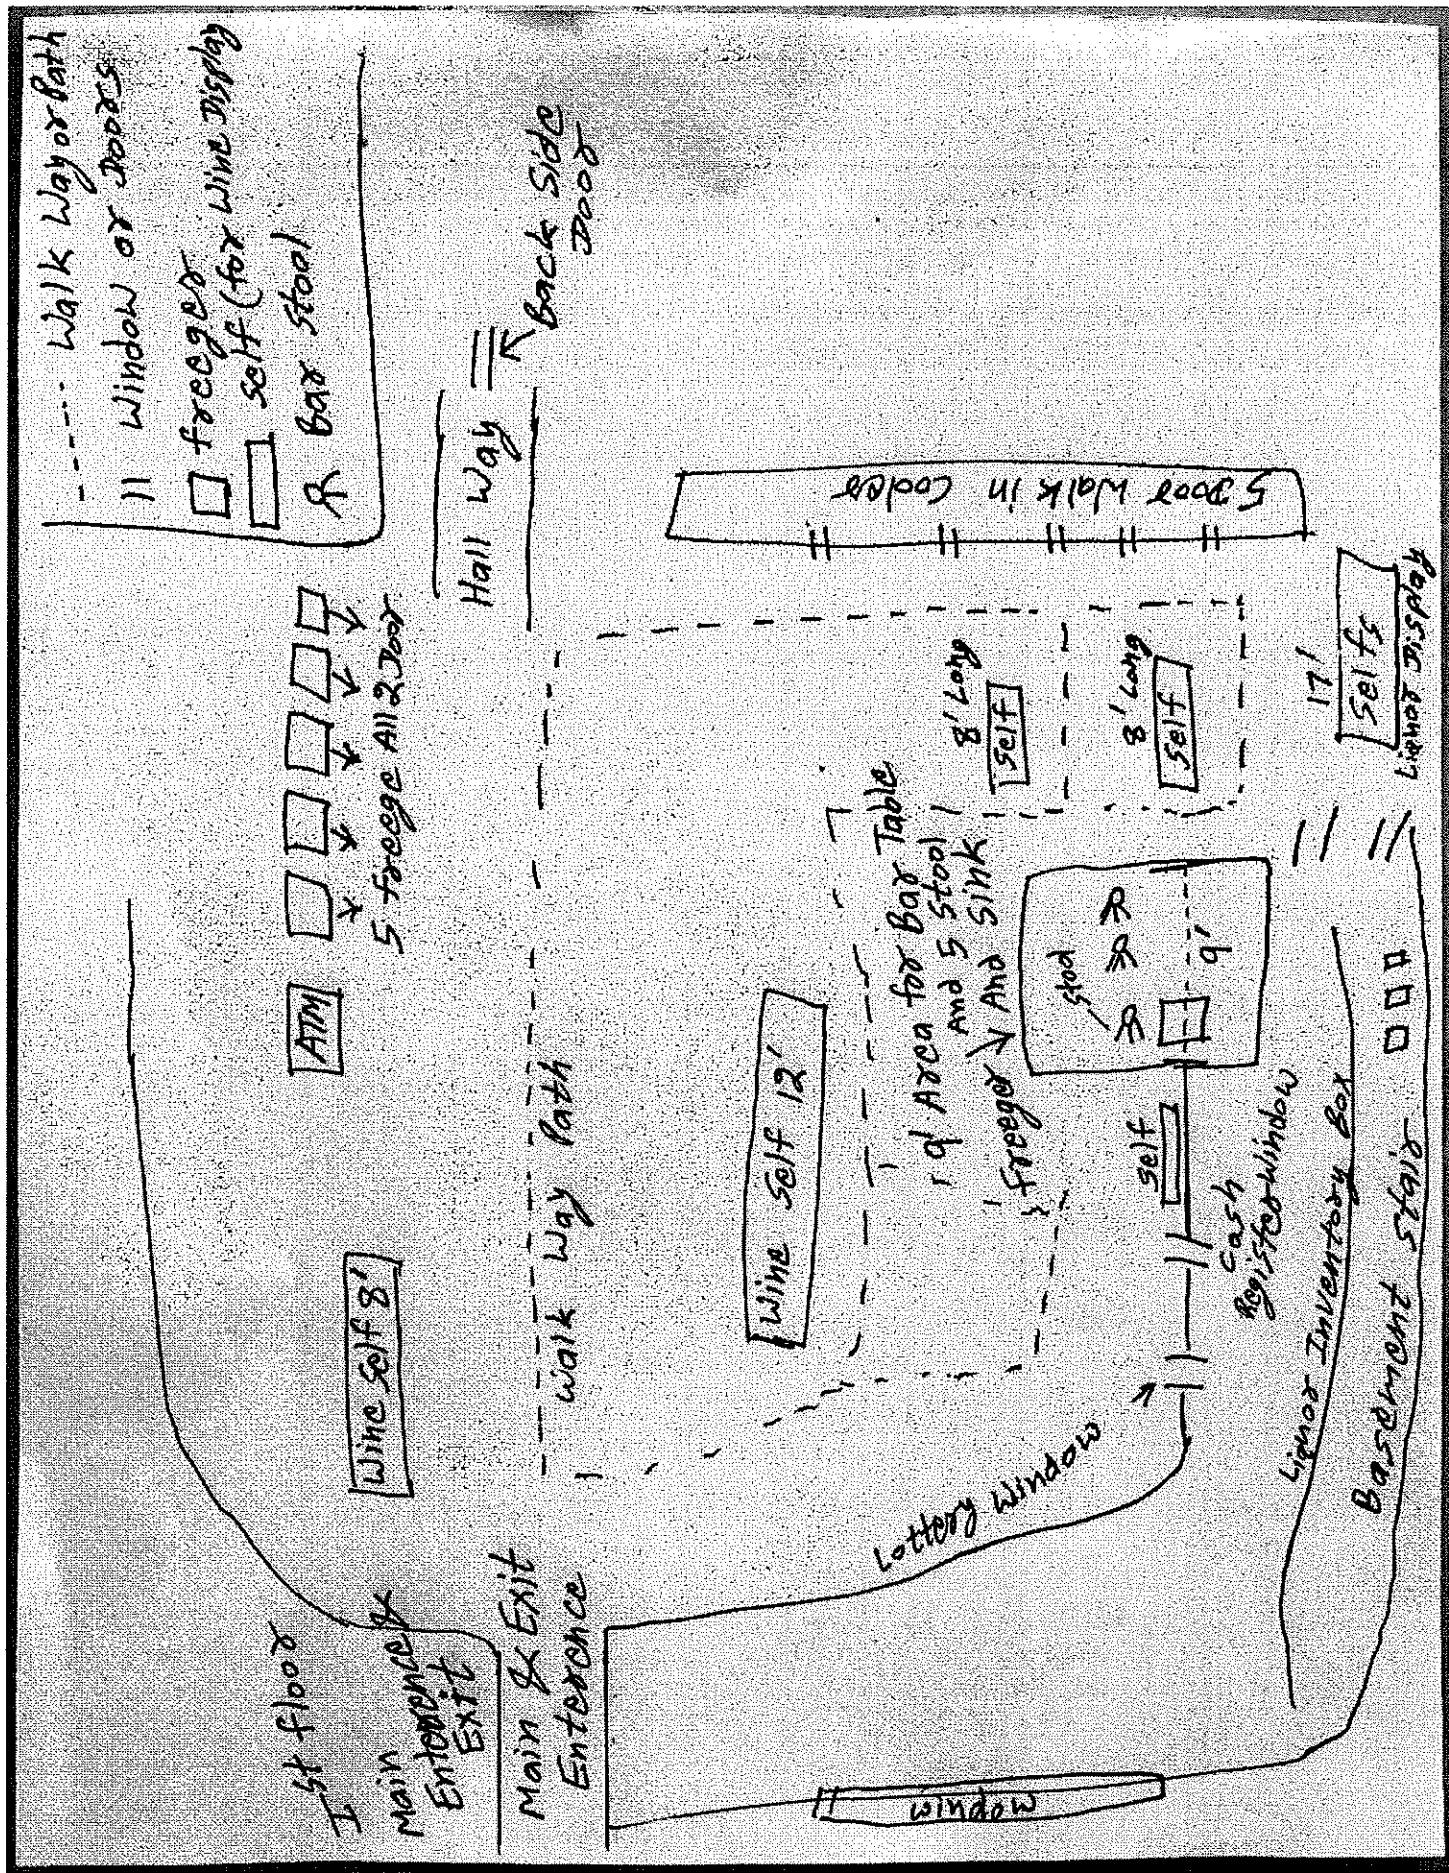 ----- Walk Way or Path
|| Window or Doors
freeger
self (for wine Display
Bar stool
Ist floor
Main
Enterence &
Exit
Main & Exit
Enterence
Wine self 8'
ATM
5 freege All 2 Door
Hall Way
Back Side
Door
Walk Way Path
Wine Self 12'
9' Area for Bar Table
And 5 Stool
freeger And Sink
8' Long
Self
8' Long
Self
5 Door Walk in Cooler
Lottery Window
self
Cash
Register Window
Stool
9'
17'
Selfs
Liquor Display
Liquor Inventory Box
Basement Stair
Window